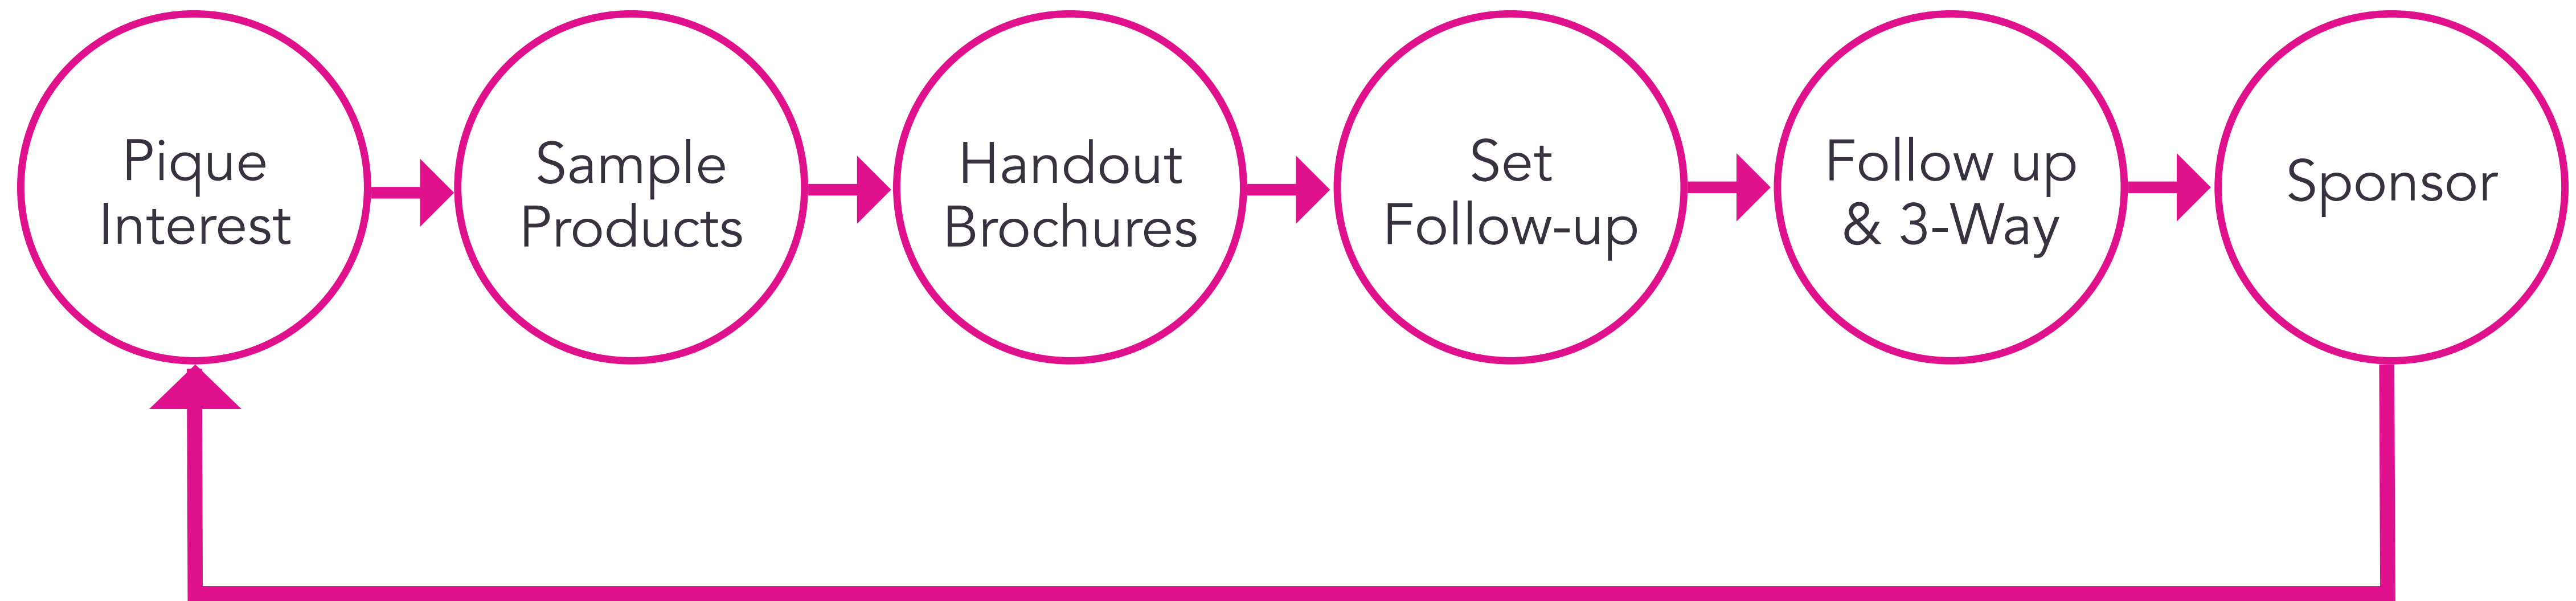 Pique
Interest
Sample
Products
Handout
Brochures
Set
Follow-up
Follow up
& 3-Way
Sponsor